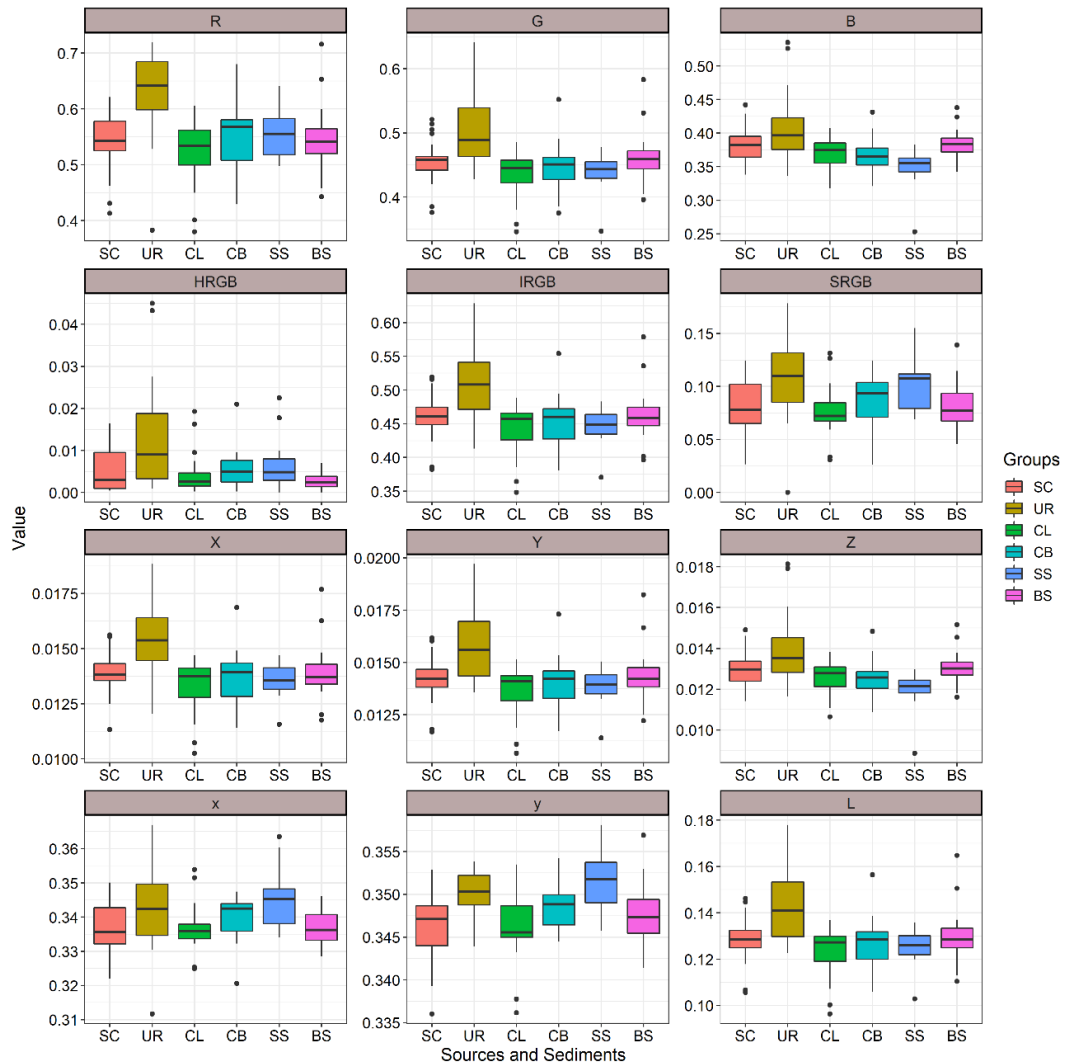 R G B
0.7 0.6 0.5 0.4
0.6 0.5 0.4
0.50 0.45 0.40 0.35 0.30 0.25
SC UR CL CB SS BS SC UR CL CB SS BS SC UR CL CB SS BS
HRGB IRGB SRGB
0.04 0.03 0.02 0.01 0.00
0.60 0.55 0.50 0.45 0.40 0.35
0.15 0.10 0.05 0.00
SC UR CL CB SS BS SC UR CL CB SS BS SC UR CL CB SS BS
Value
Groups
SC
UR
CL
CB
SS
BS
X Y Z
0.0175 0.0150 0.0125 0.0100
0.0200 0.0175 0.0150 0.0125
0.018 0.016 0.014 0.012 0.010
SC UR CL CB SS BS SC UR CL CB SS BS SC UR CL CB SS BS
x y L
0.36 0.35 0.34 0.33 0.32 0.31
0.355 0.350 0.345 0.340 0.335
0.18 0.16 0.14 0.12 0.10
SC UR CL CB SS BS SC UR CL CB SS BS SC UR CL CB SS BS
Sources and Sediments